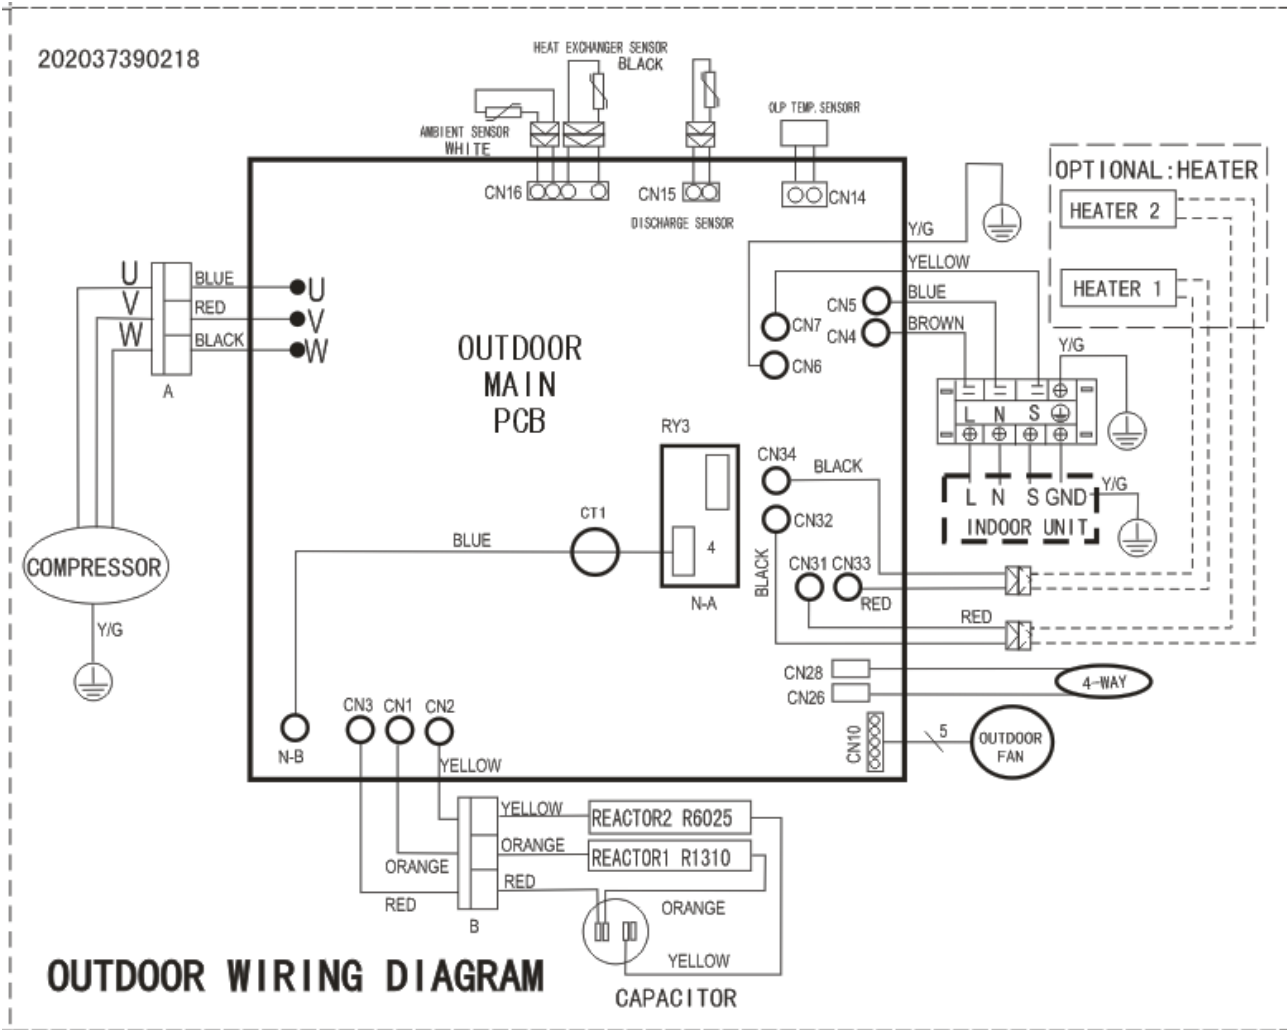 202037390218
HEAT EXCHANGER SENSOR
BLACK
AMBIENT SENSOR
WHITE
OLP TEMP. SENSORR
CN16
CN15
CN14
DISCHARGE SENSOR
OPTIONAL:HEATER
HEATER 2
HEATER 1
Y/G
YELLOW
BLUE
BROWN
CN5
CN7
CN4
CN6
Y/G
U
V
W
BLUE
RED
BLACK
U
V
W
A
OUTDOOR
MAIN
PCB
L N S
L N S GND
Y/G
INDOOR UNIT
RY3
4
N-A
CT1
BLUE
CN34
BLACK
CN32
BLACK
CN31 CN33
RED
RED
COMPRESSOR
Y/G
CN28
CN26
4-WAY
CN10
5
OUTDOOR
FAN
N-B
CN3 CN1 CN2
YELLOW
YELLOW
REACTOR2 R6025
ORANGE
ORANGE
REACTOR1 R1310
RED
RED
B
ORANGE
YELLOW
CAPACITOR
OUTDOOR WIRING DIAGRAM